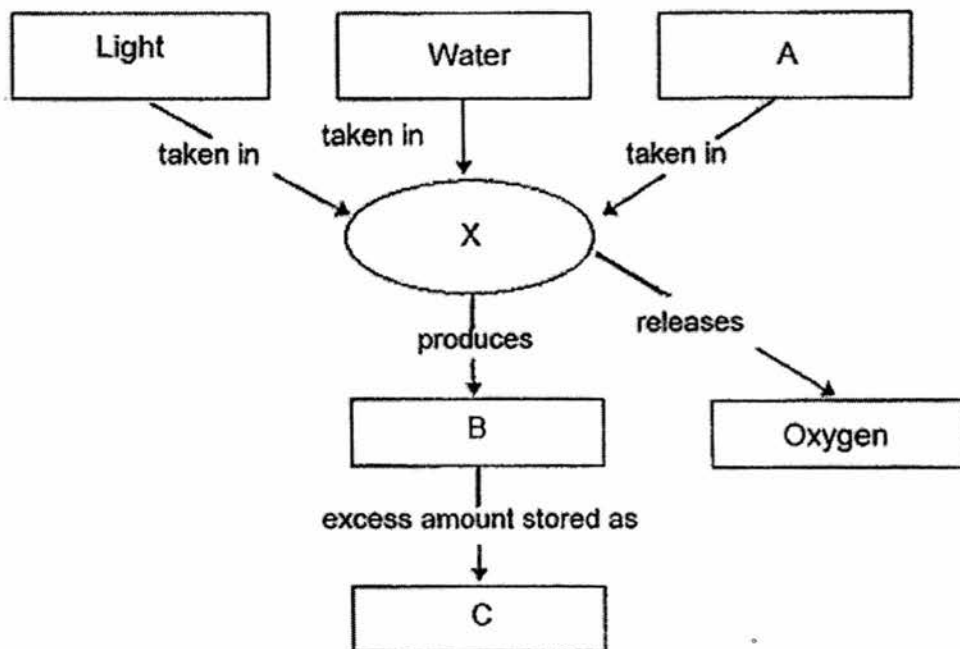 Light
Water
A
taken in
taken in
taken in
X
produces
releases
B
Oxygen
excess amount stored as
C